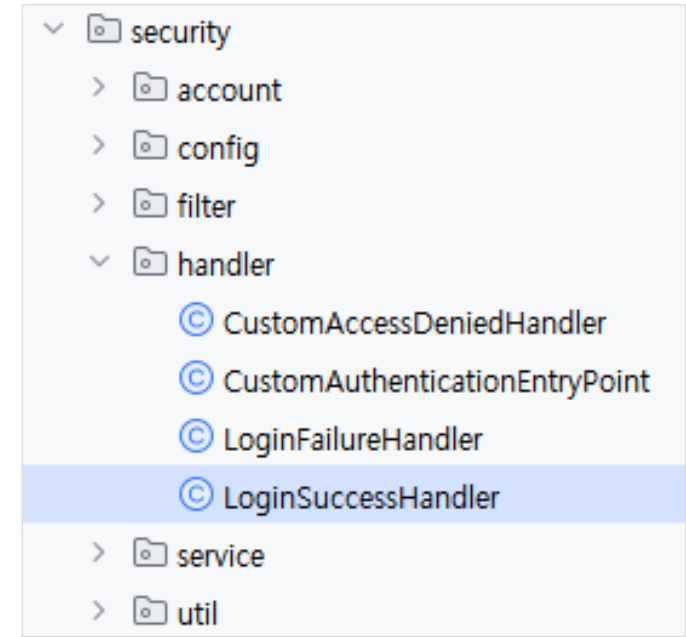 security
account
config
filter
handler
CustomAccessDeniedHandler
CustomAuthenticationEntryPoint
LoginFailureHandler
LoginSuccessHandler
service
util